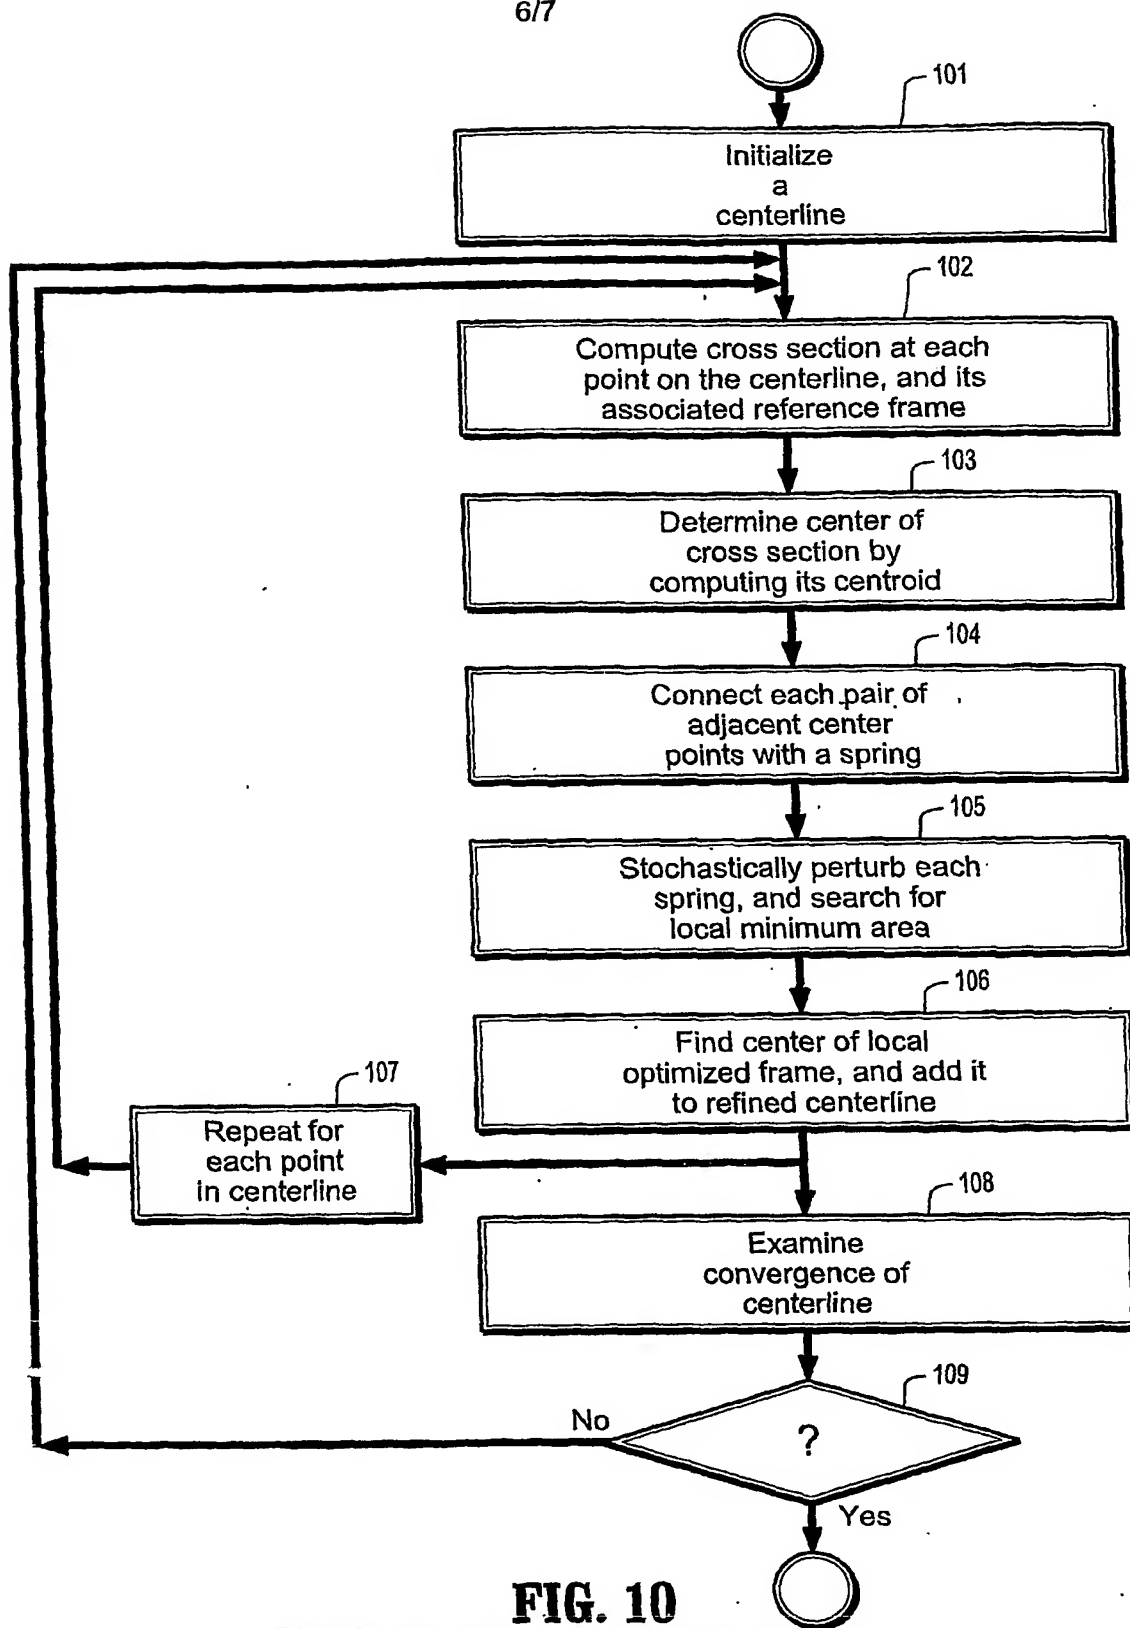 6/7
101
Initialize
a
centerline
102
Compute cross section at each
point on the centerline, and its
associated reference frame
103
Determine center of
cross section by
computing its centroid
104
Connect each pair of
adjacent center
points with a spring
105
Stochastically perturb each
spring, and search for
local minimum area
106
Find center of local
optimized frame, and add it
to refined centerline
107
Repeat for
each point
in centerline
108
Examine
convergence of
centerline
109
No
?
Yes
FIG. 10